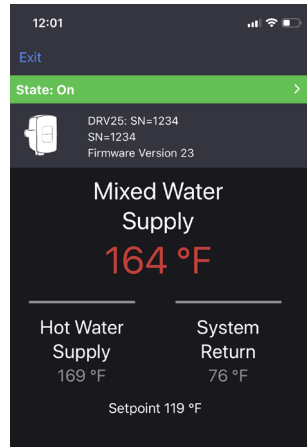 12:01
Exit
State: On
DRV25: SN=1234
SN=1234
Firmware Version 23
Mixed Water
Supply
164 °F
Hot Water
Supply
169 °F
System
Return
76 °F
Setpoint 119 °F